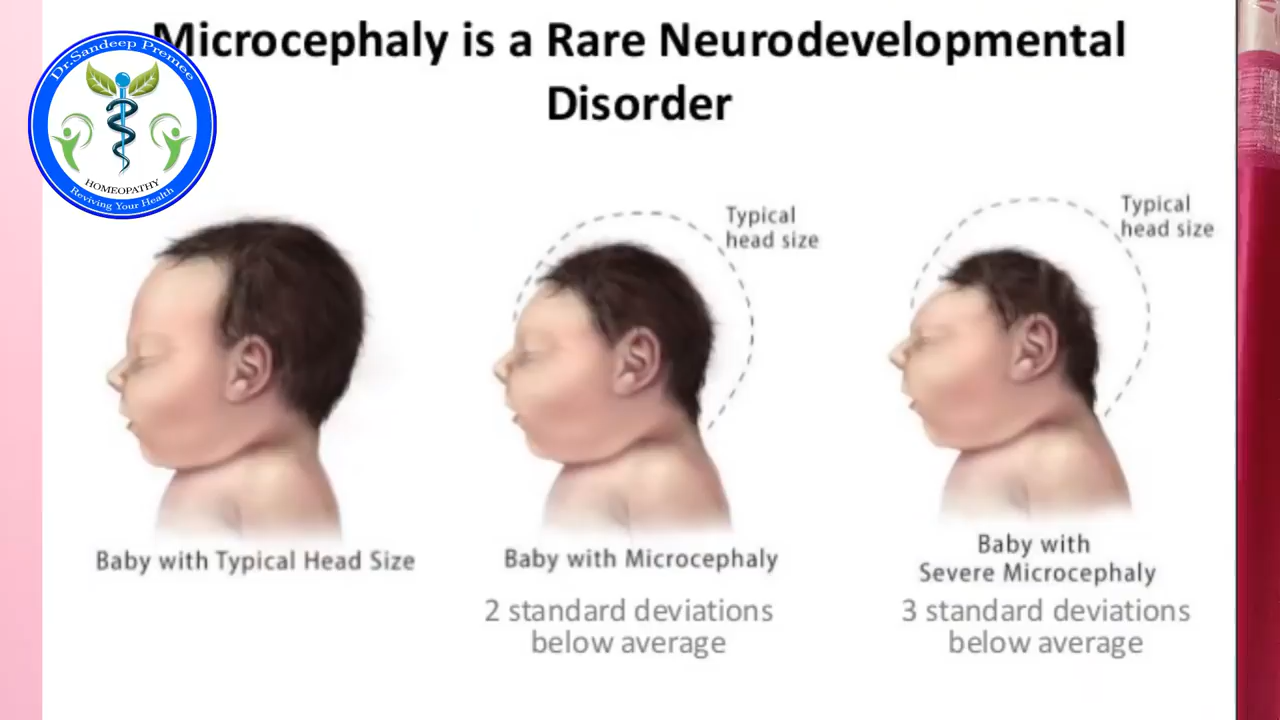 Microcephaly is a Rare Neurodevelopmental
Disorder
Dr.Sandeep Premee
HOMEOPATHY
Reviving Your Health
Typical
head size
Typical
head size
Baby with Typical Head Size
Baby with Microcephaly
2 standard deviations
below average
Baby with
Severe Microcephaly
3 standard deviations
below average